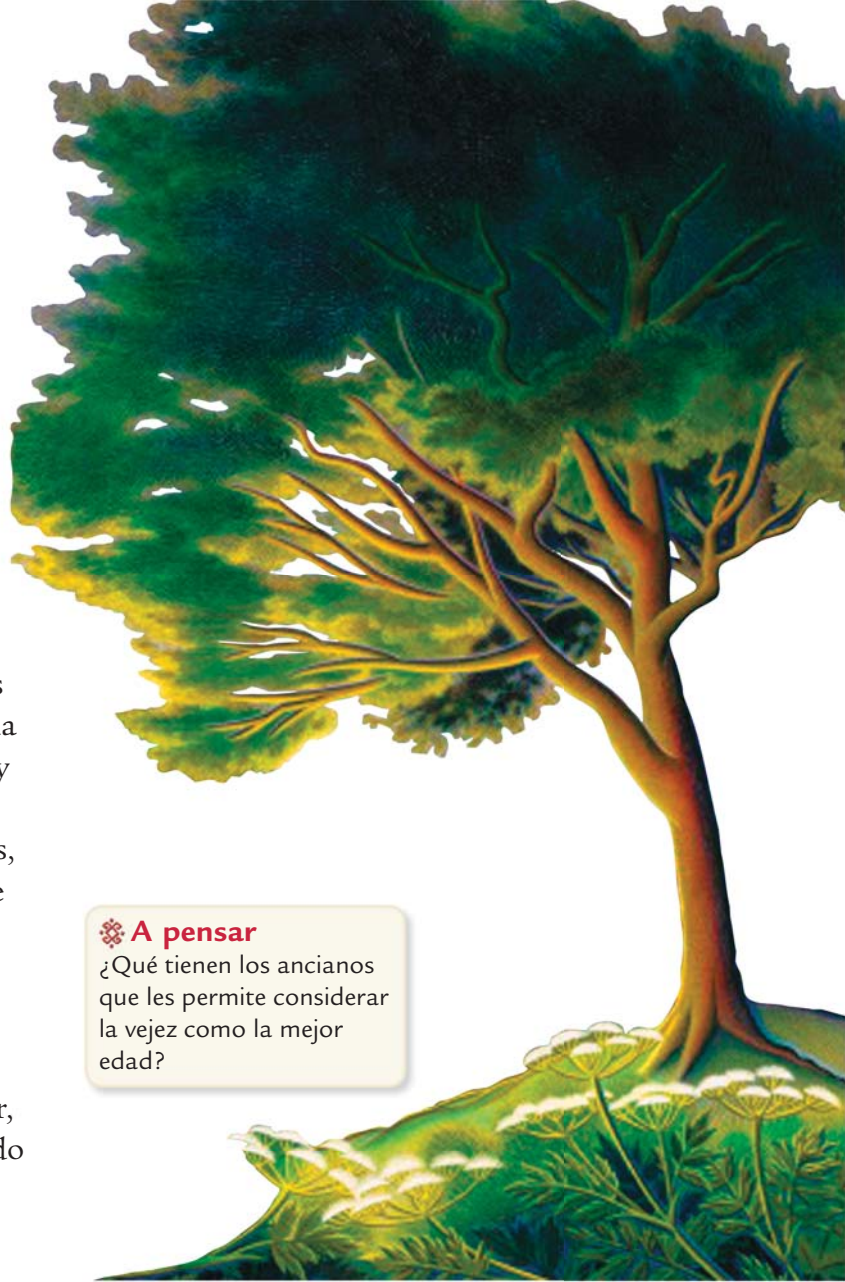 A pensar
¿Qué tienen los ancianos
que les permite considerar
la vejez como la mejor
edad?